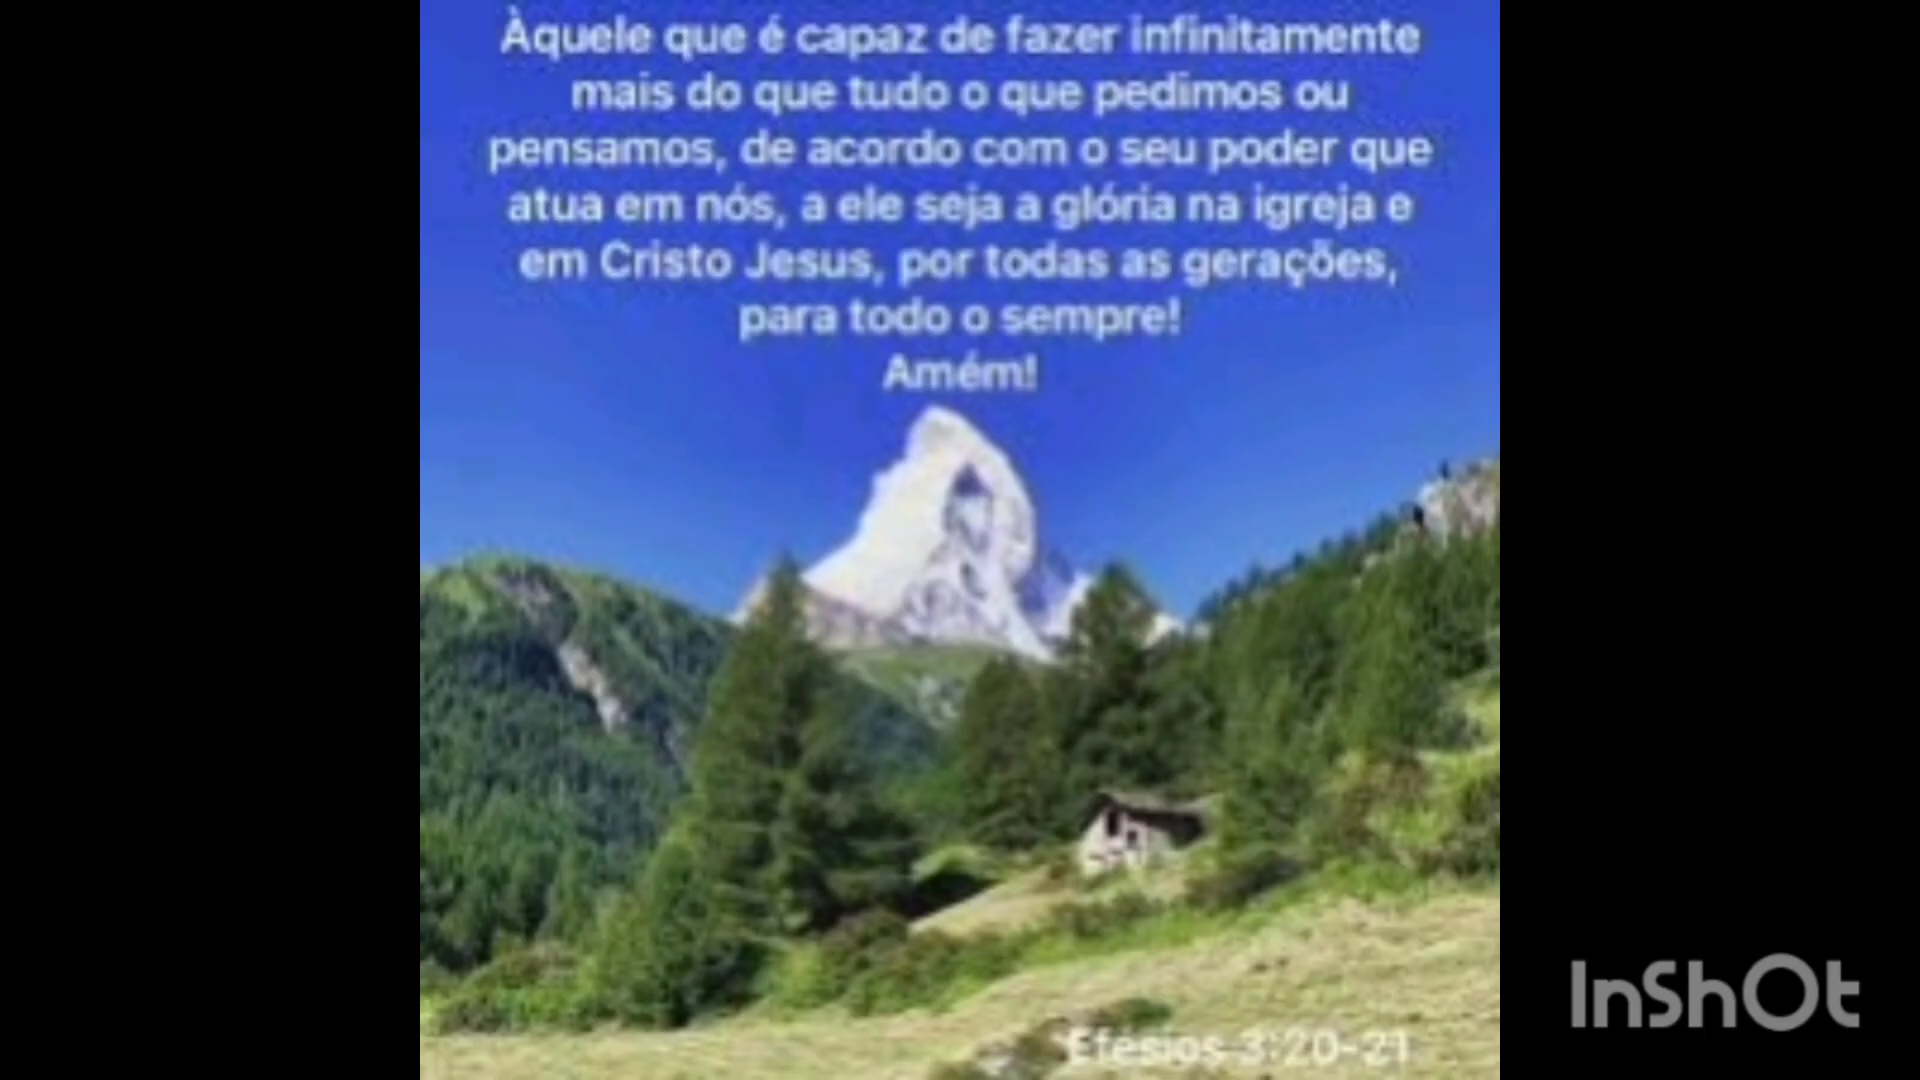 Àquele que é capaz de fazer infinitamente
mais do que tudo o que pedimos ou
pensamos, de acordo com o seu poder que
atua em nós, a ele seja a glória na igreja e
em Cristo Jesus, por todas as gerações,
para todo o sempre!
Amém!
Efésios 3:20-21
InShOt